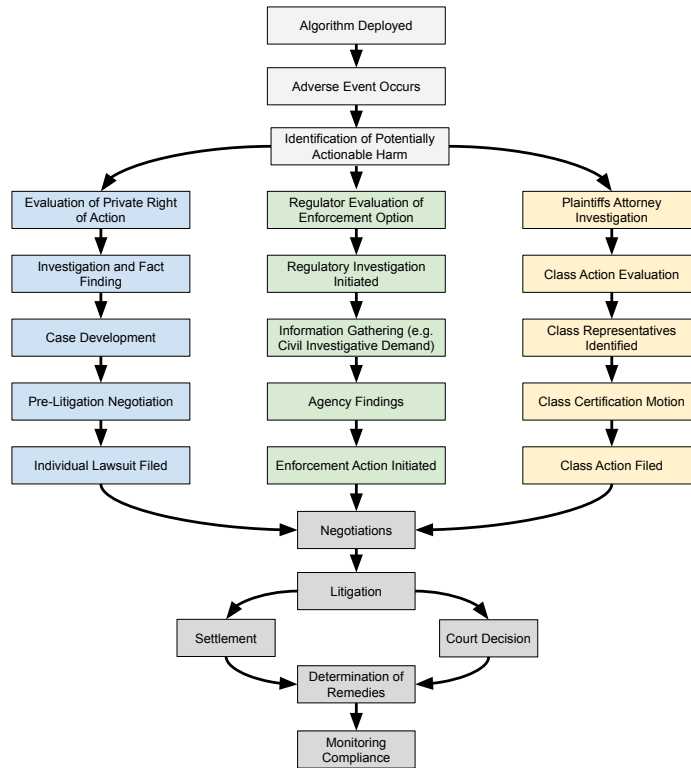 Algorithm Deployed
Adverse Event Occurs
Identification of Potentially
Actionable Harm
Evaluation of Private Right
of Action
Regulator Evaluation of
Enforcement Option
Plaintiffs Attorney
Investigation
Investigation and Fact
Finding
Regulatory Investigation
Initiated
Class Action Evaluation
Case Development
Information Gathering (e.g.
Civil Investigative Demand)
Class Representatives
Identified
Pre-Litigation Negotiation
Agency Findings
Class Certification Motion
Individual Lawsuit Filed
Enforcement Action Initiated
Class Action Filed
Negotiations
Litigation
Settlement
Court Decision
Determination of
Remedies
Monitoring
Compliance